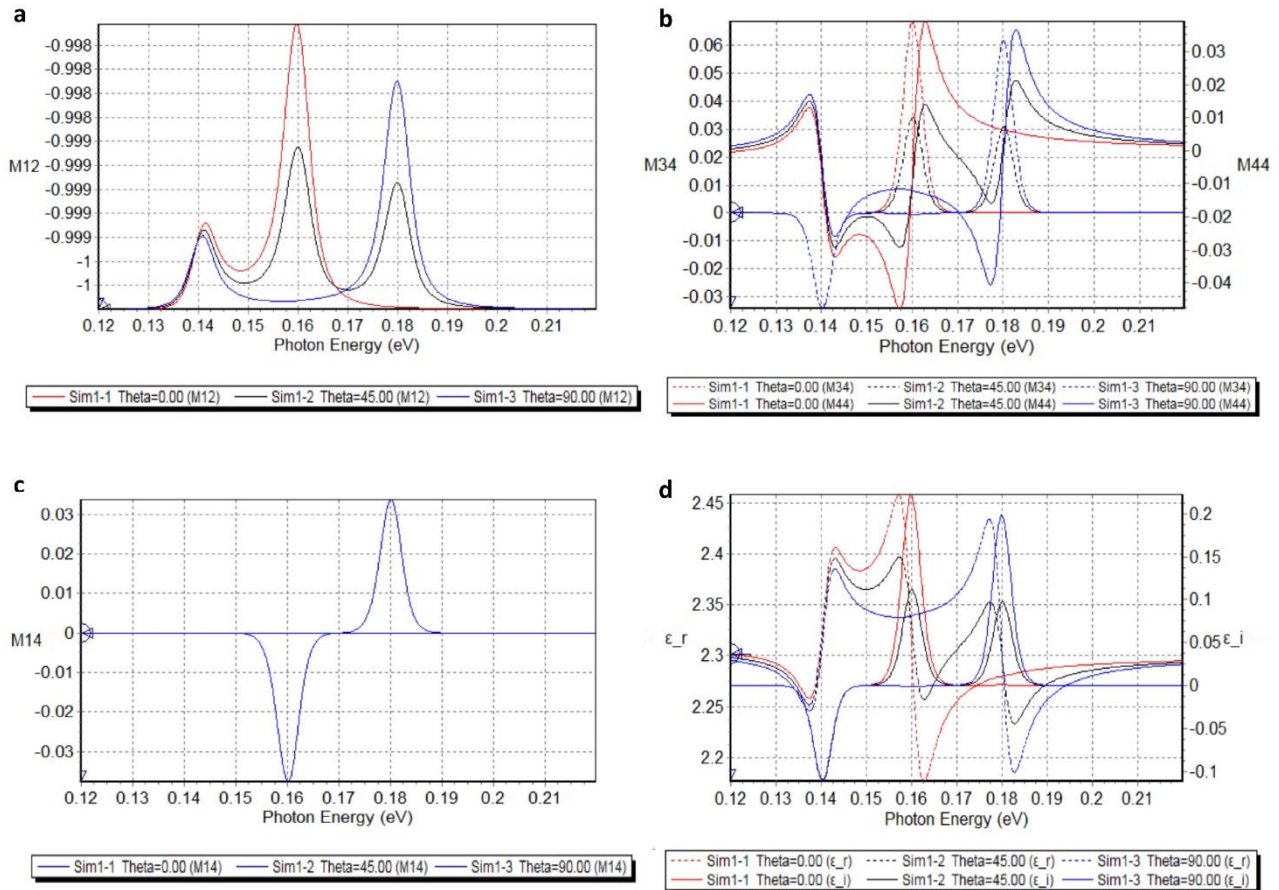 a
M12
-0.998
-0.998
-0.998
-0.998
-0.999
-0.999
-0.999
-0.999
-0.999
-1
-1
0.12 0.13 0.14 0.15 0.16 0.17 0.18 0.19 0.2 0.21
Photon Energy (eV)
Sim1-1 Theta=0.00 (M12) Sim1-2 Theta=45.00 (M12) Sim1-3 Theta=90.00 (M12)
b
M34
0.06
0.05
0.04
0.03
0.02
0.01
0
-0.01
-0.02
-0.03
M44
0.03
0.02
0.01
0
-0.01
-0.02
-0.03
-0.04
0.12 0.13 0.14 0.15 0.16 0.17 0.18 0.19 0.2 0.21
Photon Energy (eV)
Sim1-1 Theta=0.00 (M34) Sim1-2 Theta=45.00 (M34) Sim1-3 Theta=90.00 (M34)
Sim1-1 Theta=0.00 (M44) Sim1-2 Theta=45.00 (M44) Sim1-3 Theta=90.00 (M44)
c
M14
0.03
0.02
0.01
0
-0.01
-0.02
-0.03
0.12 0.13 0.14 0.15 0.16 0.17 0.18 0.19 0.2 0.21
Photon Energy (eV)
Sim1-1 Theta=0.00 (M14) Sim1-2 Theta=45.00 (M14) Sim1-3 Theta=90.00 (M14)
d
ε_r
2.45
2.4
2.35
2.3
2.25
2.2
ε_i
0.2
0.15
0.1
0.05
0
-0.05
-0.1
0.12 0.13 0.14 0.15 0.16 0.17 0.18 0.19 0.2 0.21
Photon Energy (eV)
Sim1-1 Theta=0.00 (ε_r) Sim1-2 Theta=45.00 (ε_r) Sim1-3 Theta=90.00 (ε_r)
Sim1-1 Theta=0.00 (ε_i) Sim1-2 Theta=45.00 (ε_i) Sim1-3 Theta=90.00 (ε_i)